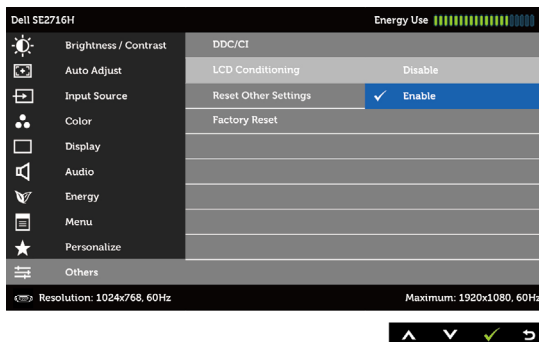 Dell SE2716H Energy Use
Brightness / Contrast DDC/CI
Auto Adjust LCD Conditioning Disable
Input Source Reset Other Settings Enable
Color Factory Reset
Display
Audio
Energy
Menu
Personalize
Others
Resolution: 1024x768, 60Hz Maximum: 1920x1080, 60Hz